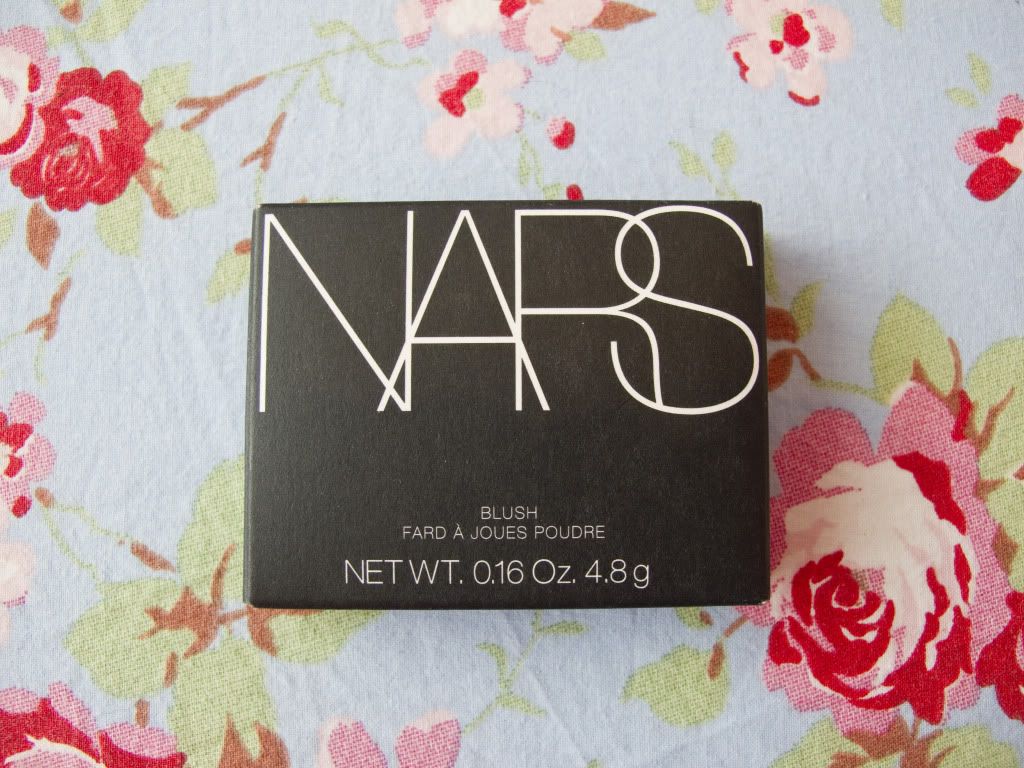 NARS
BLUSH
FARD À JOUES POUDRE
NET WT. 0.16 Oz. 4.8 g